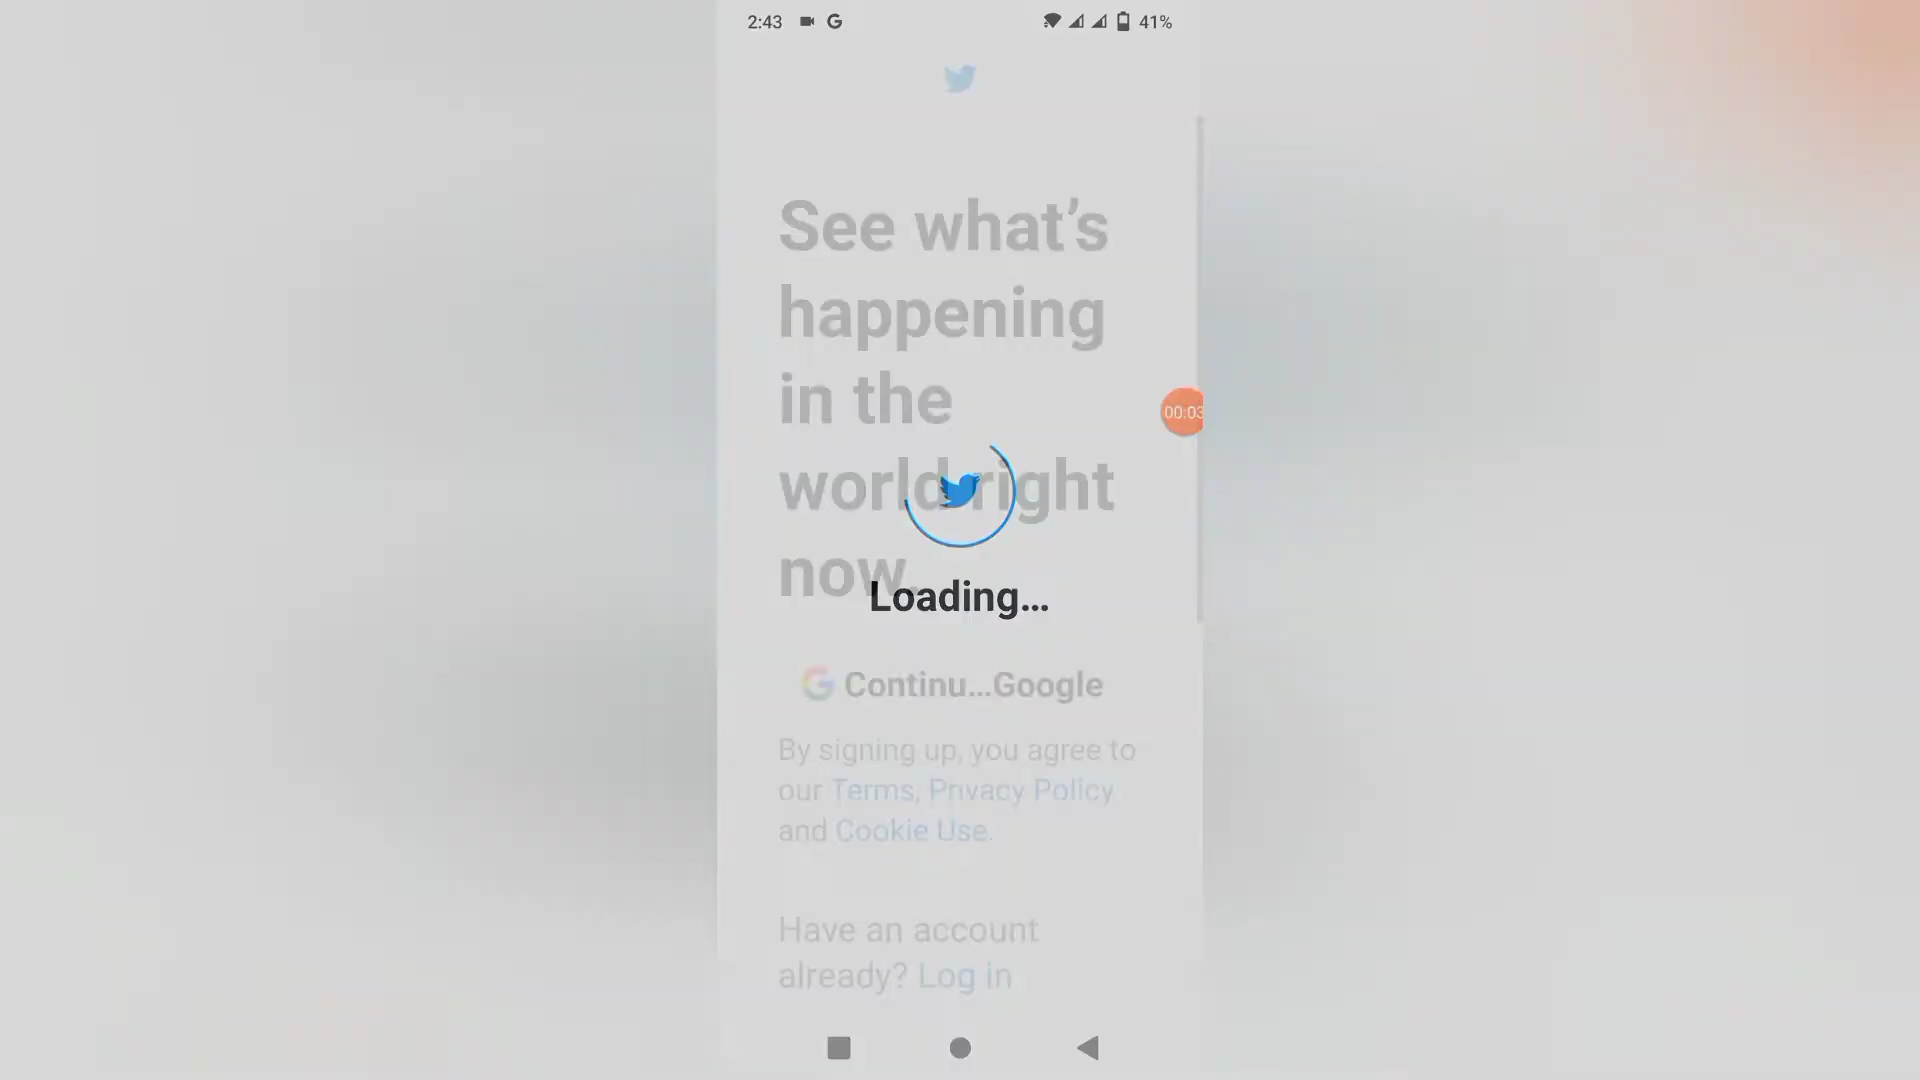 2:43 41%
See what’s
happening
in the
00:03
world right
now.
Loading...
Continu...Google
By signing up, you agree to
our Terms, Privacy Policy
and Cookie Use.
Have an account
already? Log in